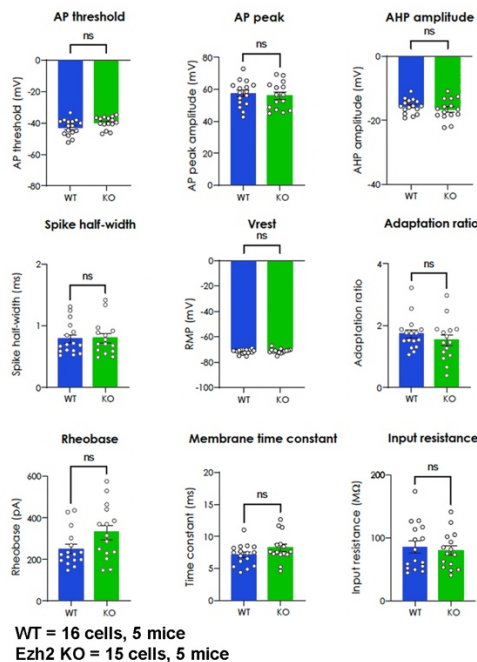 AP threshold
ns
AP threshold (mV)
0
-20
-40
-60
-80
WT
KO
AP peak
ns
AP peak amplitude (mV)
80
60
40
20
0
WT
KO
AHP amplitude
ns
AHP amplitude (mV)
0
-20
-40
WT
KO
Spike half-width
ns
Spike half-width (ms)
2
1
0
WT
KO
Vrest
ns
RMP (mV)
0
-20
-40
-60
-80
-100
WT
KO
Adaptation ratio
ns
Adaptation ratio
4
3
2
1
0
WT
KO
Rheobase
ns
Rheobase (pA)
600
400
200
0
WT
KO
Membrane time constant
ns
Time constant (ms)
20
15
10
5
0
WT
KO
Input resistance
ns
Input resistance (MΩ)
200
100
0
WT
KO
WT = 16 cells, 5 mice
Ezh2 KO = 15 cells, 5 mice